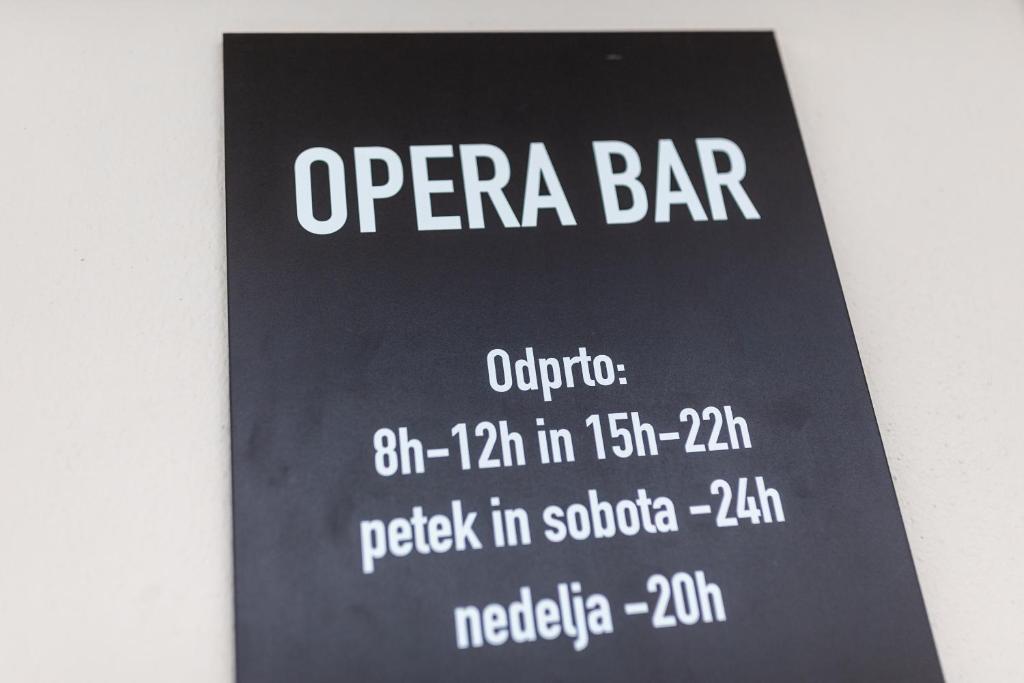 OPERA BAR
Odprto:
8h–12h in 15h–22h
petek in sobota –24h
nedelja –20h